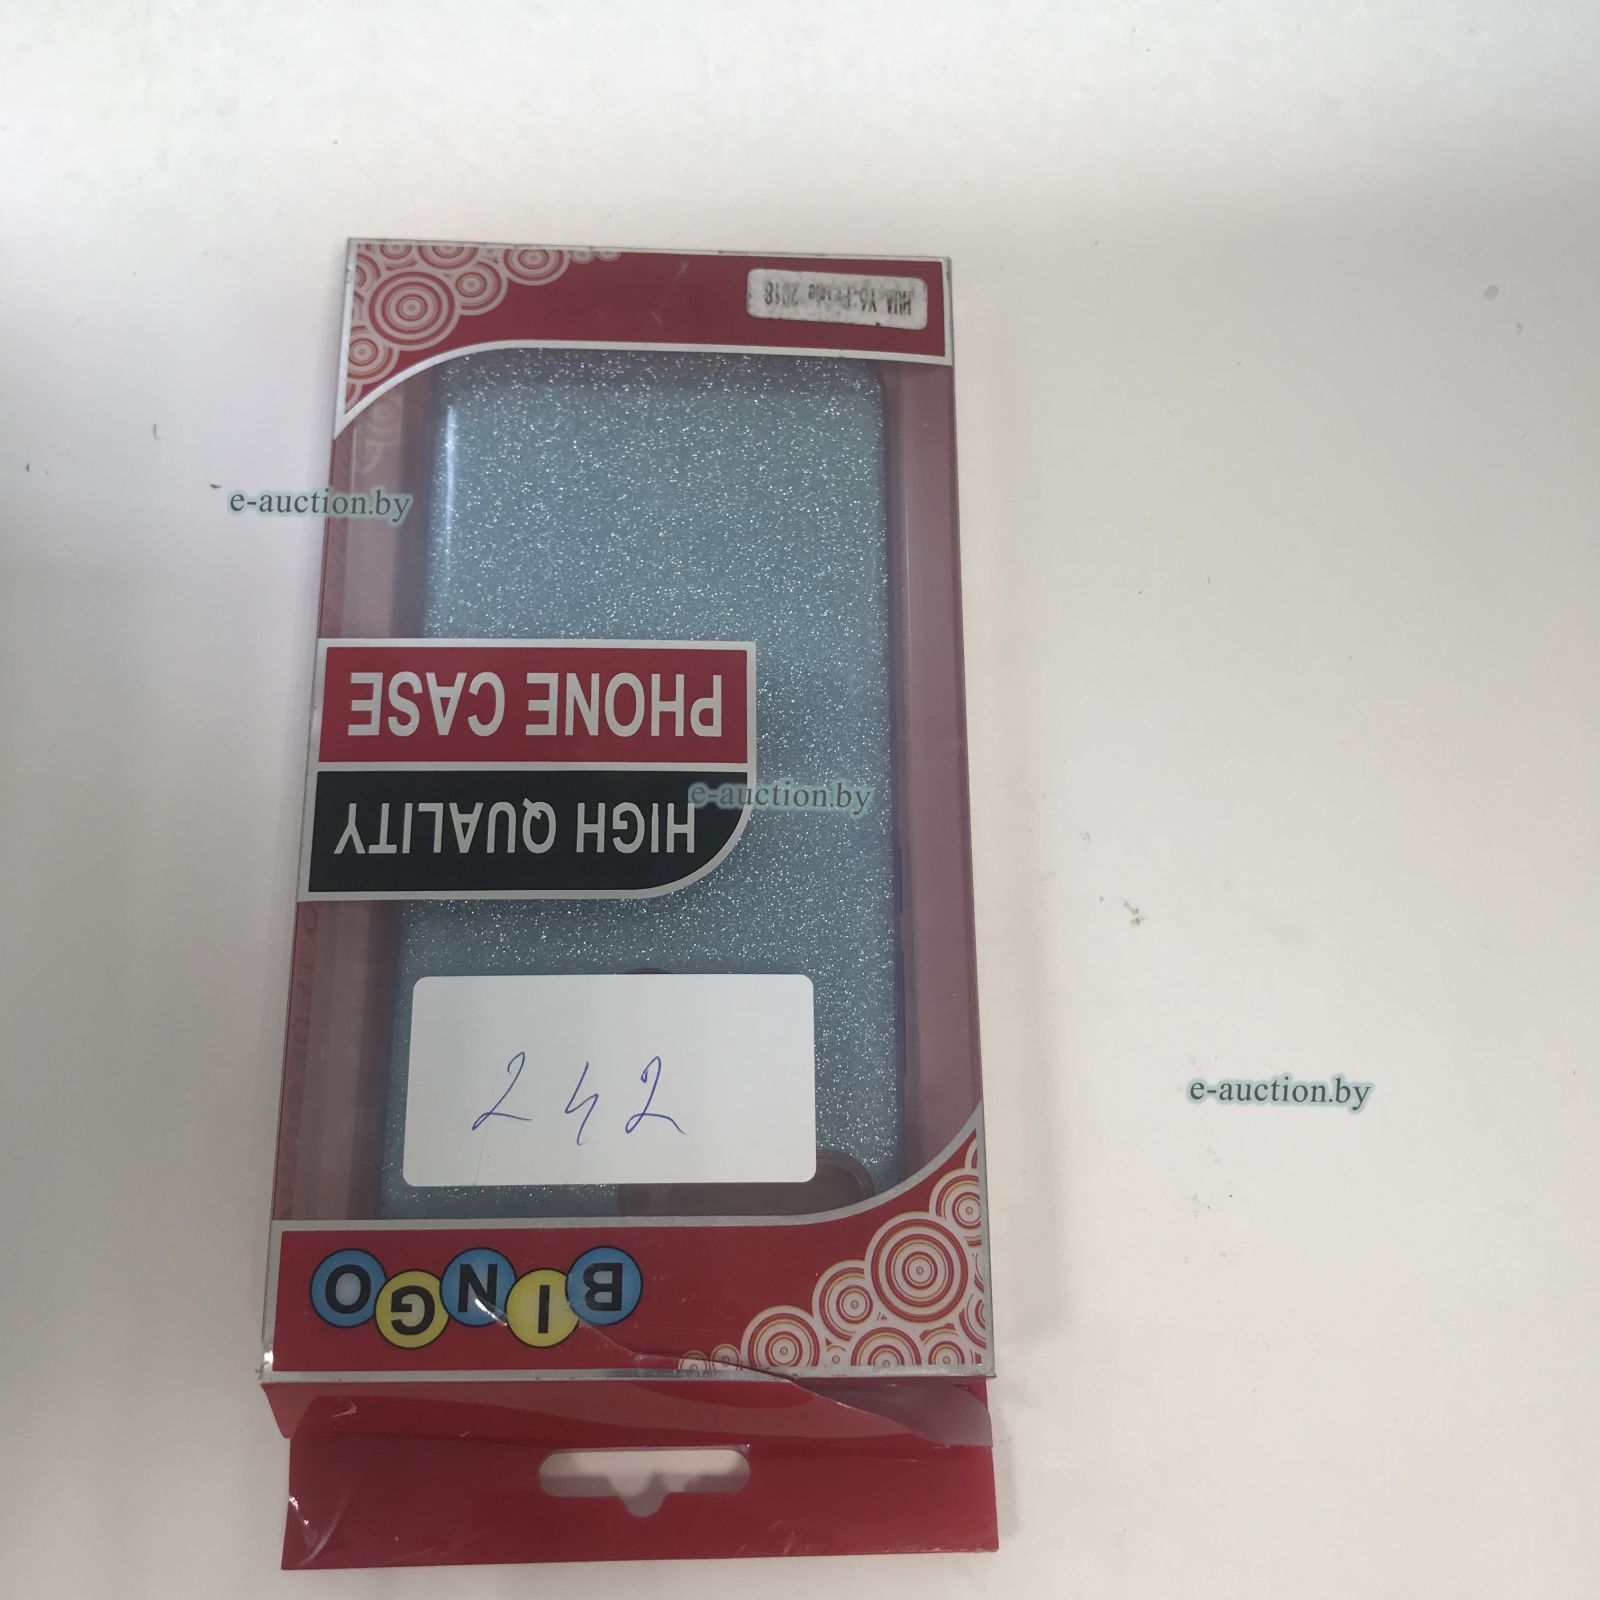 HUA Y6-Prime 2018
e-auction.by
PHONE CASE
HIGH QUALITY
e-auction.by
242
e-auction.by
BINGO